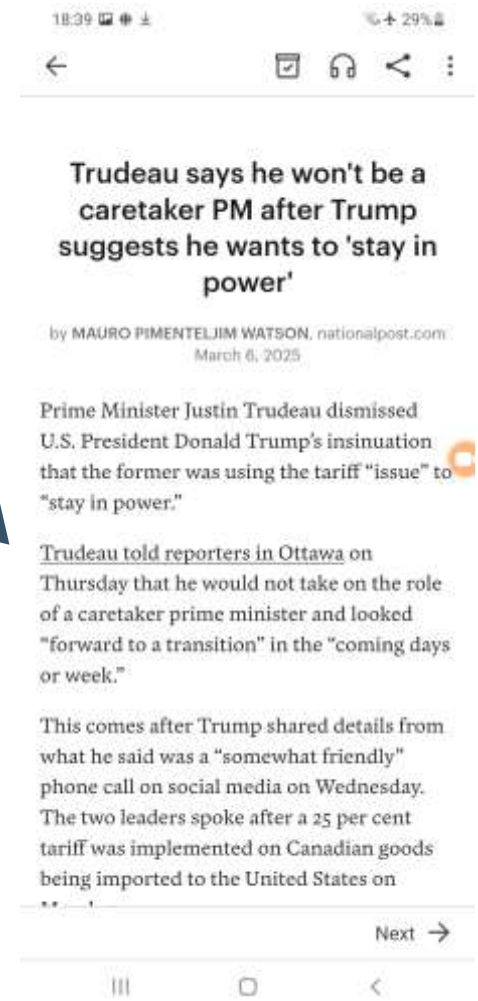 18:39
29%
Trudeau says he won't be a
caretaker PM after Trump
suggests he wants to 'stay in
power'
by MAURO PIMENTELJIM WATSON, nationalpost.com
March 6, 2025
Prime Minister Justin Trudeau dismissed
U.S. President Donald Trump's insinuation
that the former was using the tariff “issue” to
“stay in power.”
Trudeau told reporters in Ottawa on
Thursday that he would not take on the role
of a caretaker prime minister and looked
“forward to a transition” in the “coming days
or week.”
This comes after Trump shared details from
what he said was a “somewhat friendly”
phone call on social media on Wednesday.
The two leaders spoke after a 25 per cent
tariff was implemented on Canadian goods
being imported to the United States on
Next